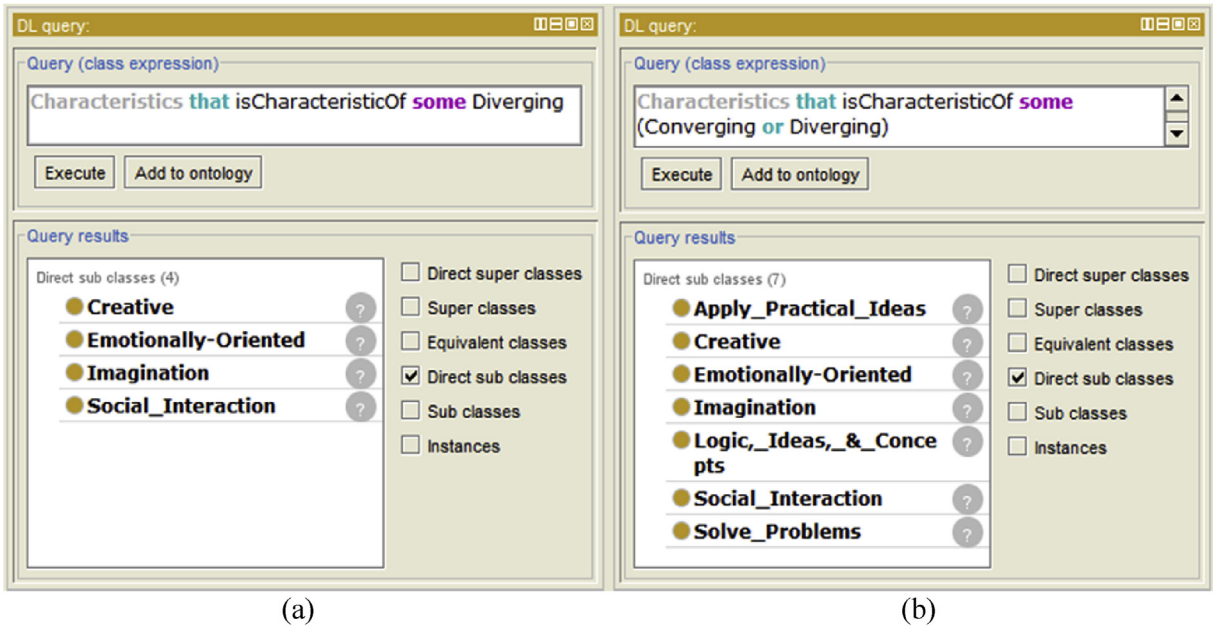 DL query:
Query (class expression)
Characteristics that isCharacteristicOf some Diverging
Execute
Add to ontology
Query results
Direct sub classes (4)
Creative
?
Emotionally-Oriented
?
Imagination
?
Social_Interaction
?
Direct super classes
Super classes
Equivalent classes
Direct sub classes
Sub classes
Instances
(a)
DL query:
Query (class expression)
Characteristics that isCharacteristicOf some
(Converging or Diverging)
Execute
Add to ontology
Query results
Direct sub classes (7)
Apply_Practical_Ideas
?
Creative
?
Emotionally-Oriented
?
Imagination
?
Logic,_Ideas,_&_Conce
pts
?
Social_Interaction
?
Solve_Problems
?
Direct super classes
Super classes
Equivalent classes
Direct sub classes
Sub classes
Instances
(b)